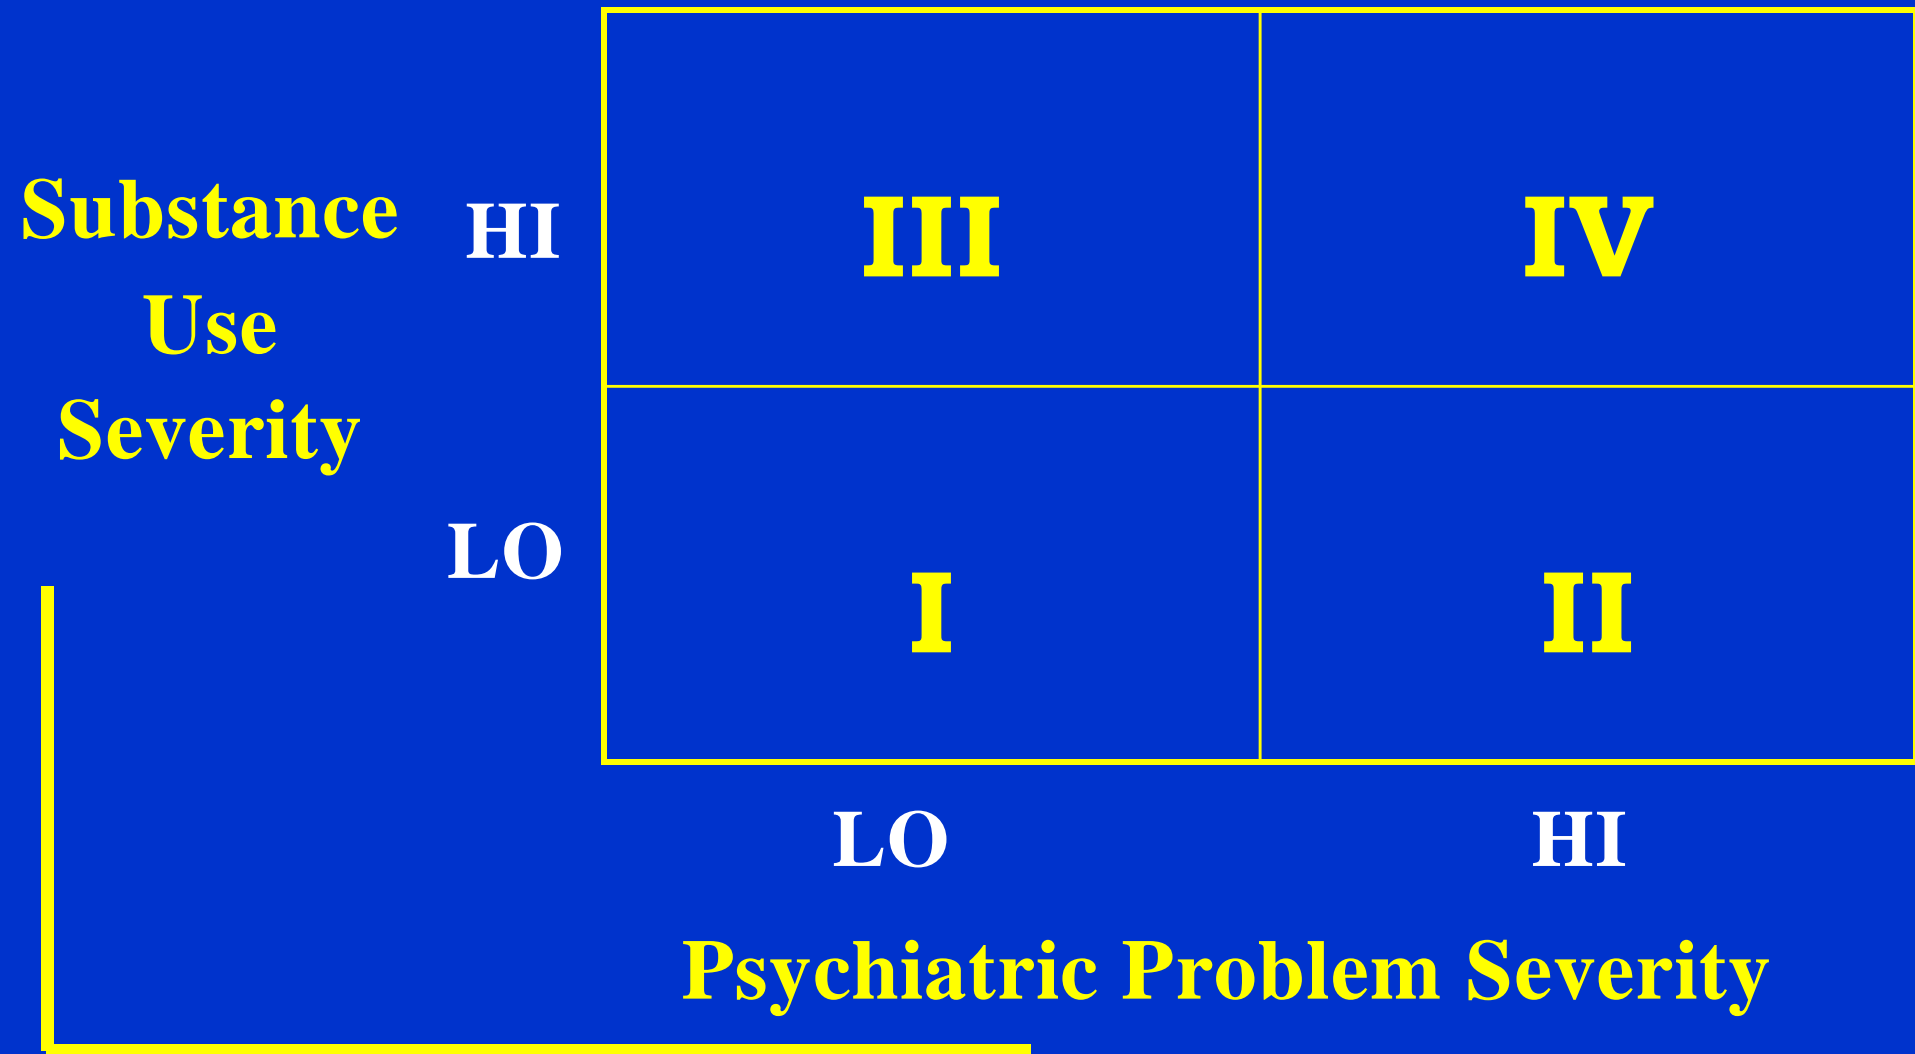 Substance
Use
Severity
HI
III
IV
LO
I
II
LO
HI
Psychiatric Problem Severity